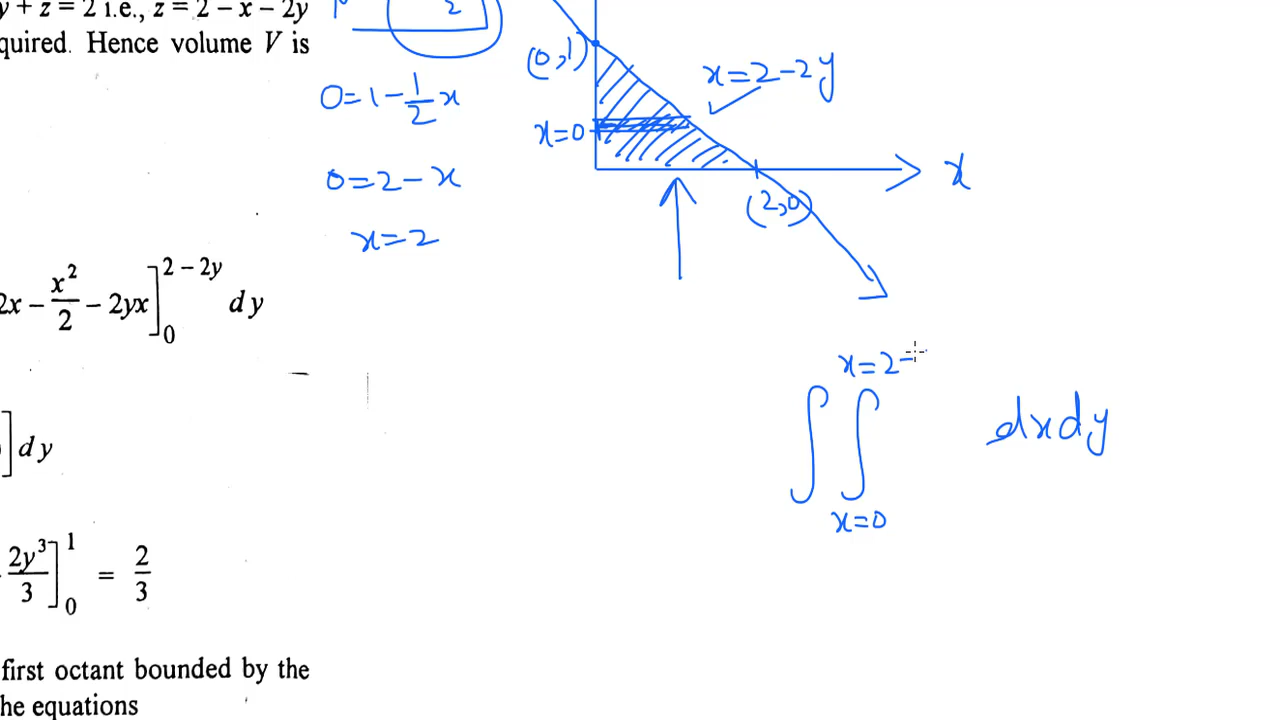 y + z = 2 i.e., z = 2 − x − 2y
quired. Hence volume V is
2
0=1−1/2 x
0=2−x
x=2
(0,1)
x=2−2y
x=0
x
(2,0)
2x − x²/2 − 2yx]₀^{2−2y} dy
]dy
2y³/3]₀¹ = 2/3
x=2−
∫∫ dxdy
x=0
first octant bounded by the
he equations